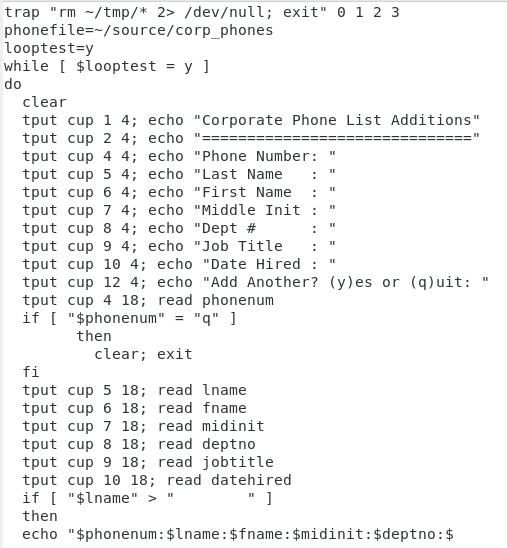 trap "rm ~/tmp/* 2> /dev/null; exit" 0 1 2 3
phonefile=~/source/corp_phones
looptest=y
while [ $looptest = y ]
do
  clear
  tput cup 1 4; echo "Corporate Phone List Additions"
  tput cup 2 4; echo "=============================="
  tput cup 4 4; echo "Phone Number: "
  tput cup 5 4; echo "Last Name   : "
  tput cup 6 4; echo "First Name  : "
  tput cup 7 4; echo "Middle Init : "
  tput cup 8 4; echo "Dept #      : "
  tput cup 9 4; echo "Job Title   : "
  tput cup 10 4; echo "Date Hired : "
  tput cup 12 4; echo "Add Another? (y)es or (q)uit: "
  tput cup 4 18; read phonenum
  if [ "$phonenum" = "q" ]
        then
          clear; exit
  fi
  tput cup 5 18; read lname
  tput cup 6 18; read fname
  tput cup 7 18; read midinit
  tput cup 8 18; read deptno
  tput cup 9 18; read jobtitle
  tput cup 10 18; read datehired
  if [ "$lname" > "        " ]
  then
  echo "$phonenum:$lname:$fname:$midinit:$deptno:$